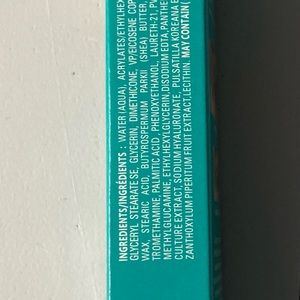 INGREDIENTS/INGRÉDIENTS : WATER (AQUA), ACRYLATES/ETHYLHEX
GLYCERYL STEARATE SE, GLYCERIN, DIMETHICONE, VP/EICOSENE COP
WAX, STEARIC ACID, BUTYROSPERMUM PARKII (SHEA) BUTTER,
TROMETHAMINE, PALMITIC ACID, PHENOXYETHANOL, LAURETH-21, PV
METHYLGLUCAMINE, ETHYLHEXYLGLYCERIN, DISODIUM EDTA, PANTHE
CULTURE EXTRACT, SODIUM HYALURONATE, PULSATILLA KOREANA E
ZANTHOXYLUM PIPERITUM FRUIT EXTRACT, LECITHIN. MAY CONTAIN (